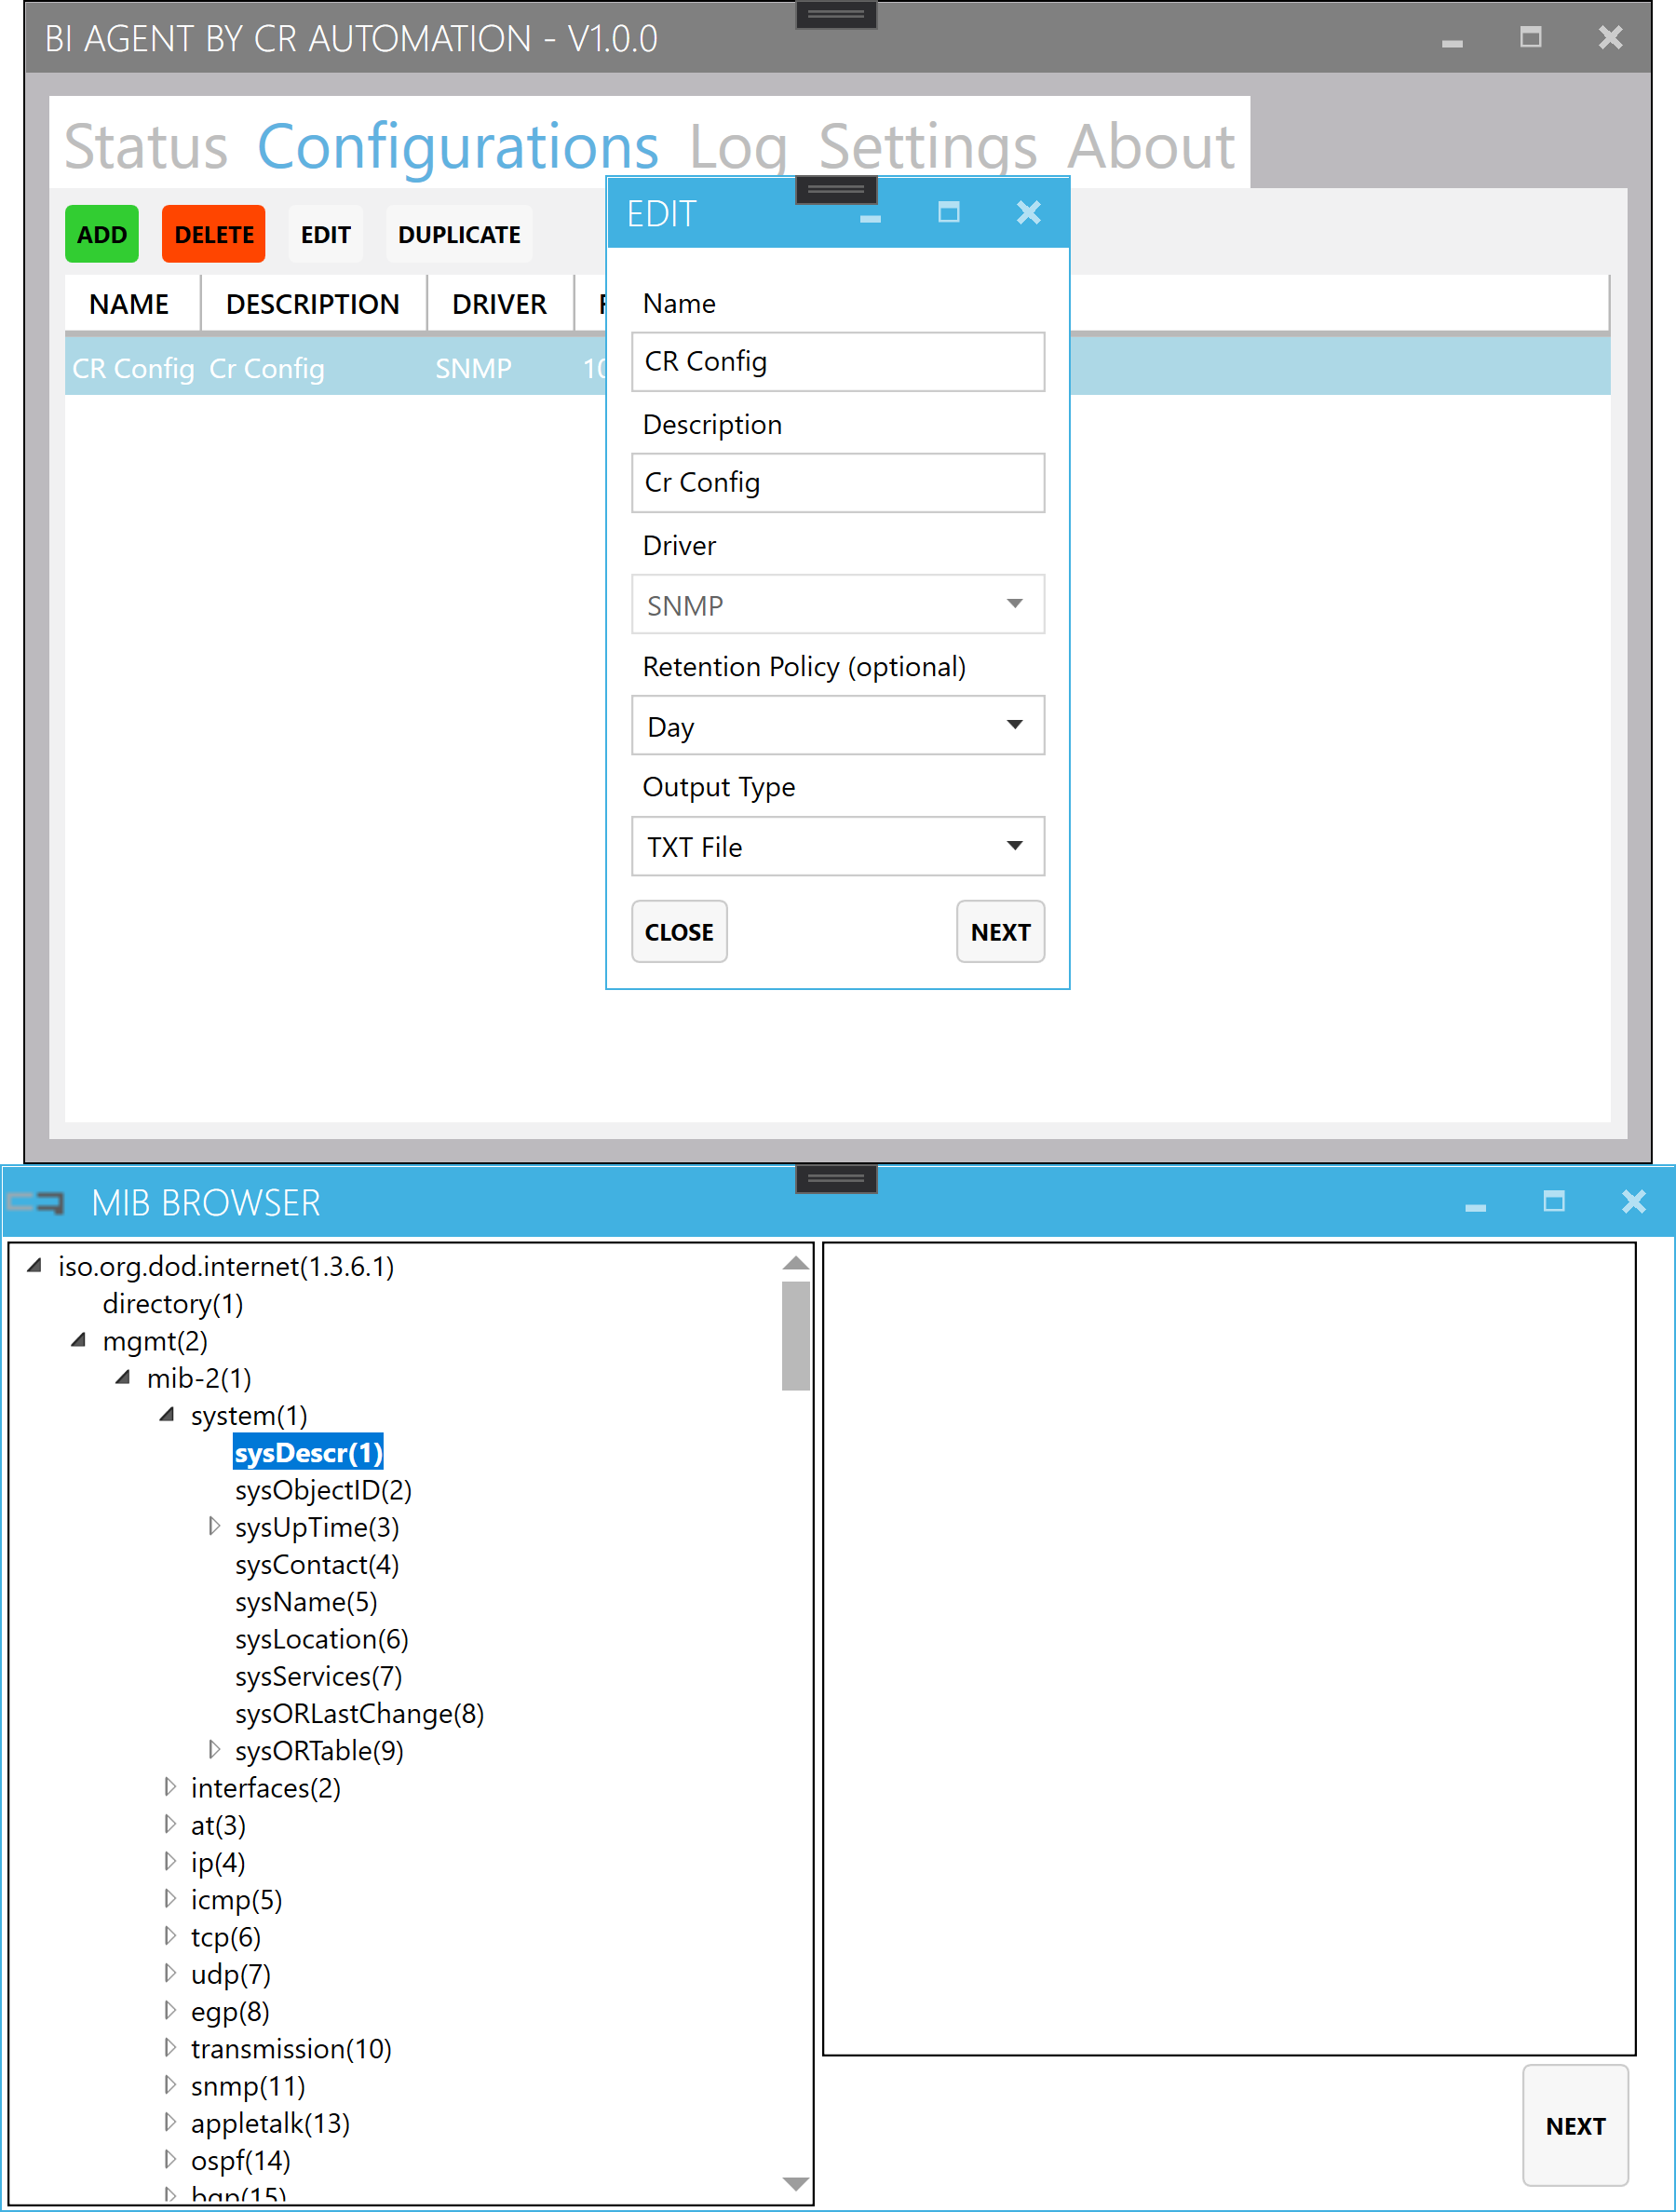 BI AGENT BY CR AUTOMATION - V1.0.0
Status Configurations Log Settings About
ADD DELETE EDIT DUPLICATE
NAME DESCRIPTION DRIVER
CR Config Cr Config SNMP 10
EDIT
Name
CR Config
Description
Cr Config
Driver
SNMP
Retention Policy (optional)
Day
Output Type
TXT File
CLOSE NEXT
MIB BROWSER
iso.org.dod.internet(1.3.6.1)
directory(1)
mgmt(2)
mib-2(1)
system(1)
sysDescr(1)
sysObjectID(2)
sysUpTime(3)
sysContact(4)
sysName(5)
sysLocation(6)
sysServices(7)
sysORLastChange(8)
sysORTable(9)
interfaces(2)
at(3)
ip(4)
icmp(5)
tcp(6)
udp(7)
egp(8)
transmission(10)
snmp(11)
appletalk(13)
ospf(14)
bgp(15)
NEXT